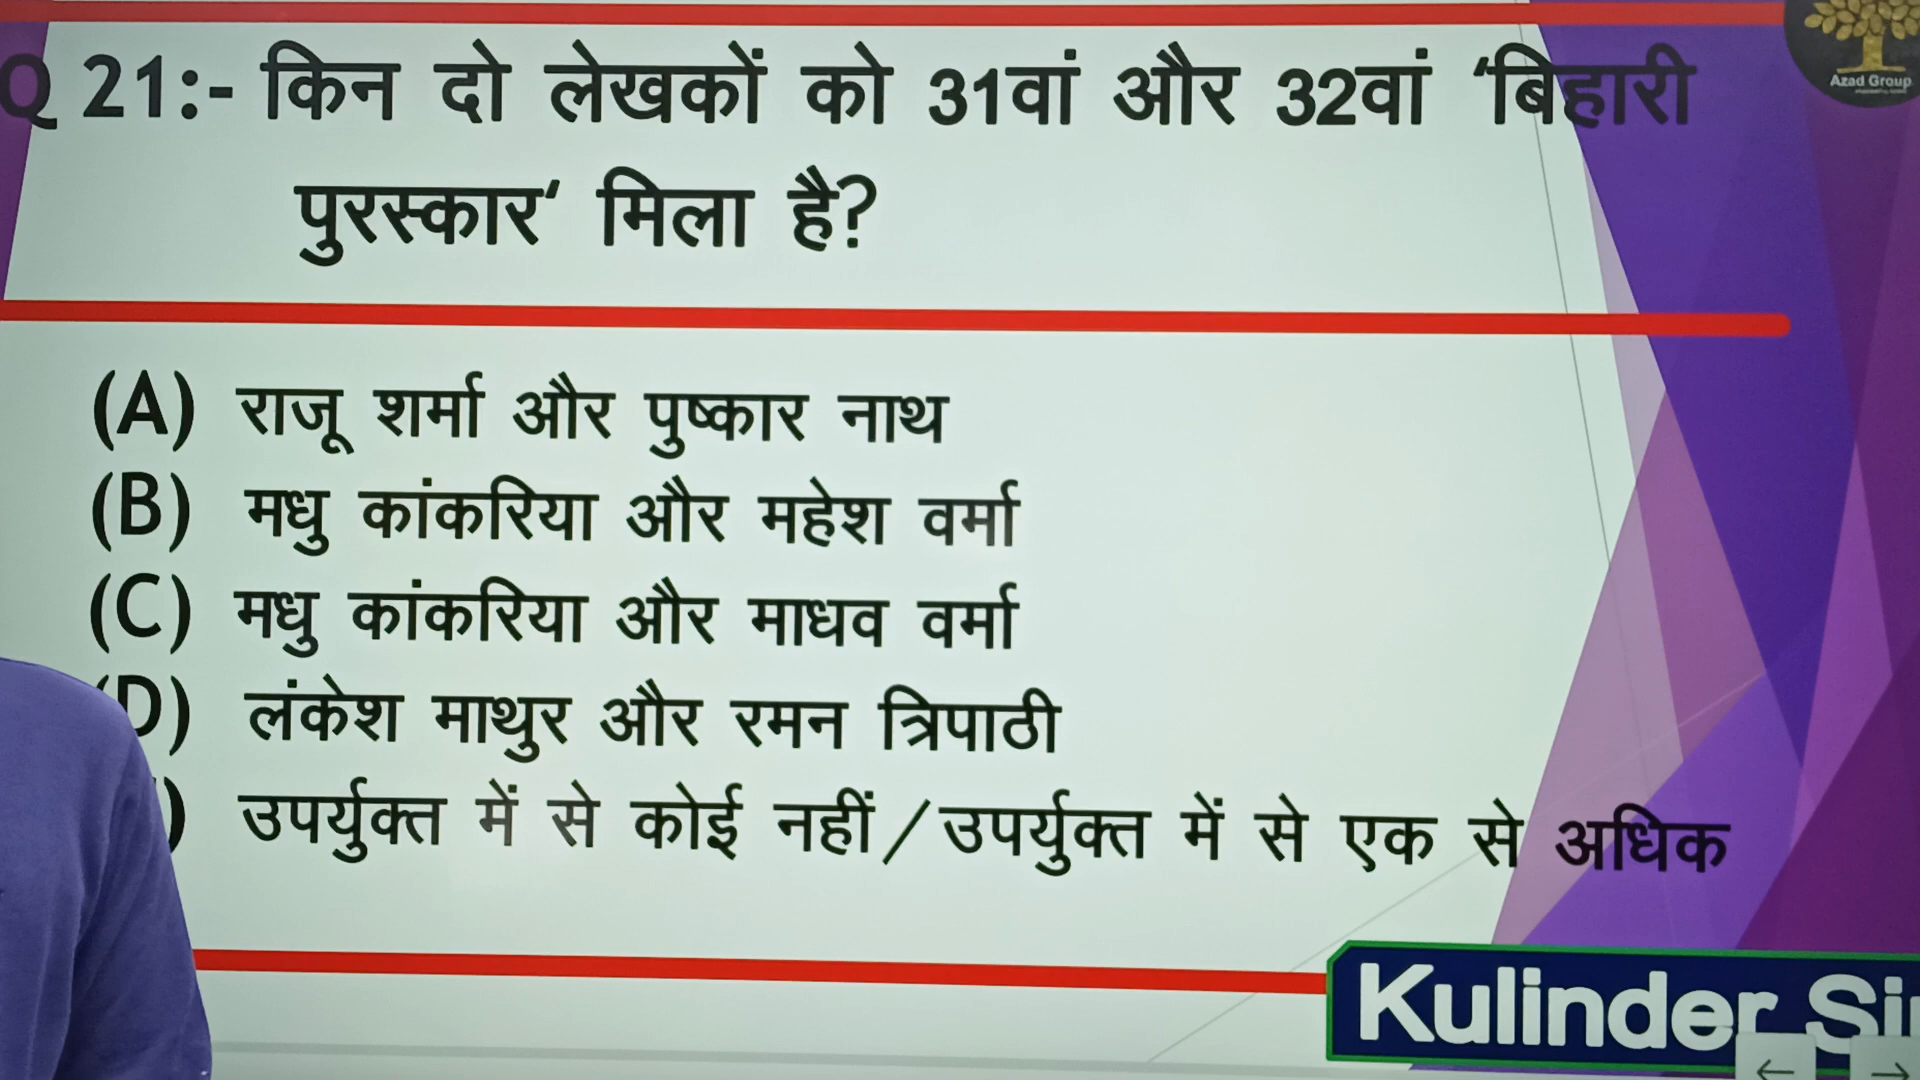 Q 21:- किन दो लेखकों को 31वां और 32वां ‘बिहारी
पुरस्कार‘ मिला है?
(A) राजू शर्मा और पुष्कार नाथ
(B) मधु कांकरिया और महेश वर्मा
(C) मधु कांकरिया और माधव वर्मा
D) लंकेश माथुर और रमन त्रिपाठी
) उपर्युक्त में से कोई नहीं/उपर्युक्त में से एक से अधिक
Azad Group
Kulinder